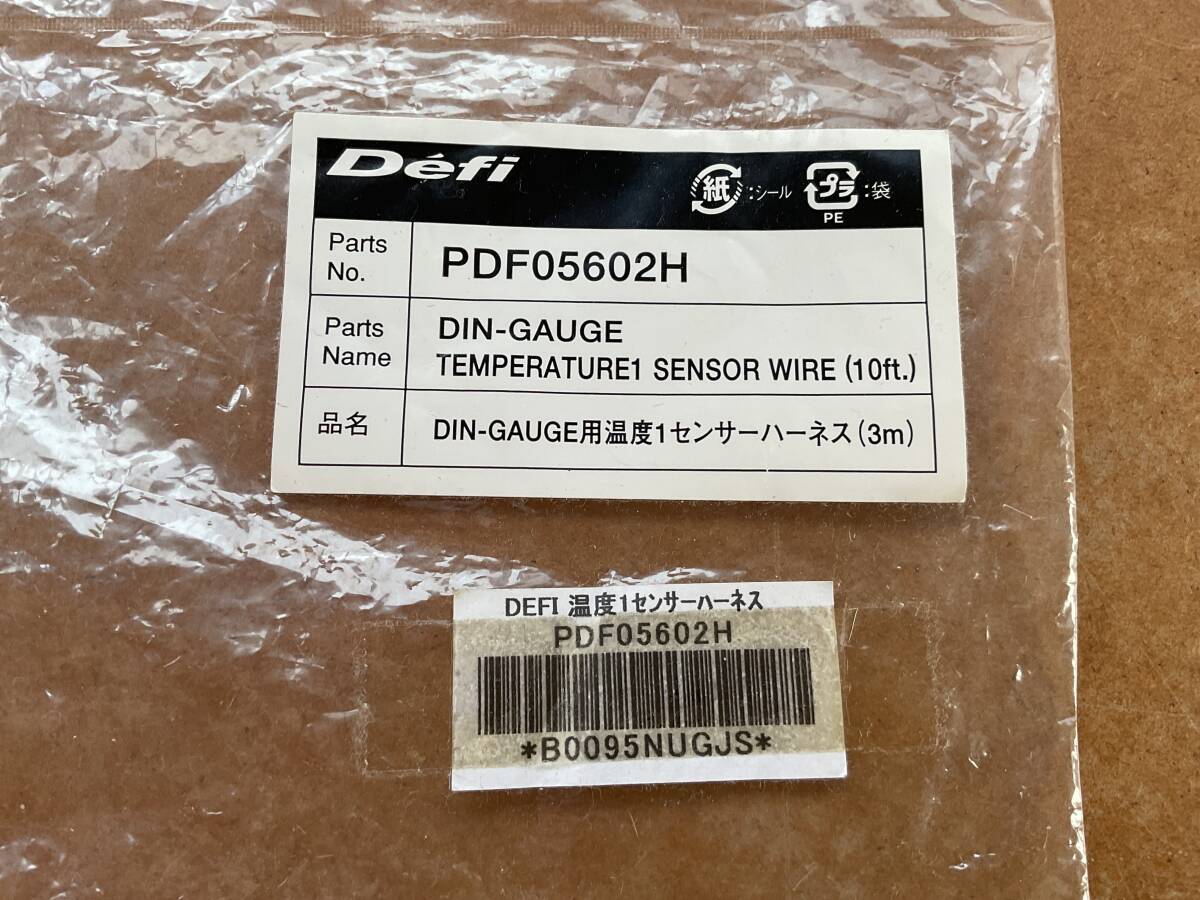 Défi
紙:シール プラ:袋
PE
Parts No. PDF05602H
Parts Name DIN-GAUGE
TEMPERATURE1 SENSOR WIRE (10ft.)
品名 DIN-GAUGE用温度1センサーハーネス(3m)
DEFI 温度1センサーハーネス
PDF05602H
*B0095NUGJS*